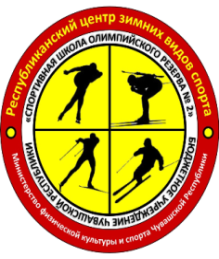 Республиканский центр зимних видов спорта
«СПОРТИВНАЯ ШКОЛА ОЛИМПИЙСКОГО РЕЗЕРВА № 2»
БЮДЖЕТНОЕ УЧРЕЖДЕНИЕ ЧУВАШСКОЙ РЕСПУБЛИКИ
Министерство физической культуры и спорта Чувашской Республики